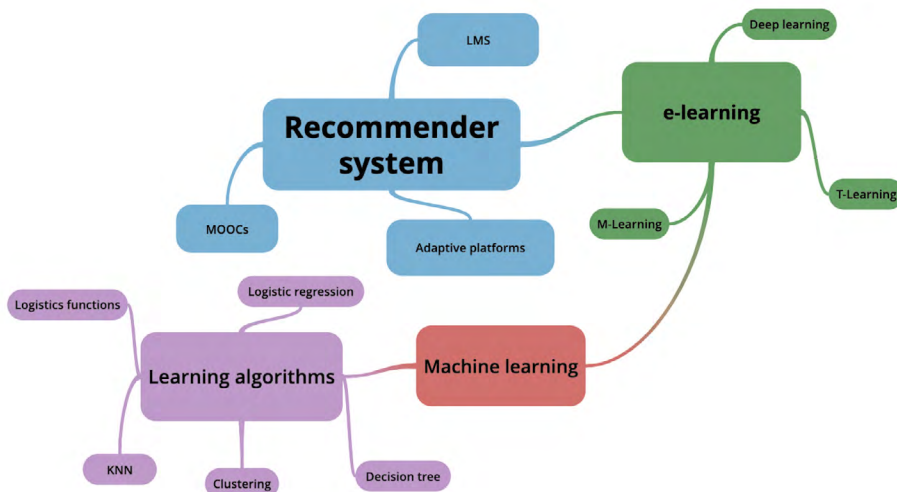 Deep learning
LMS
e-learning
Recommender
system
T-Learning
M-Learning
MOOCs
Adaptive platforms
Logistic regression
Logistics functions
Machine learning
Learning algorithms
KNN
Decision tree
Clustering